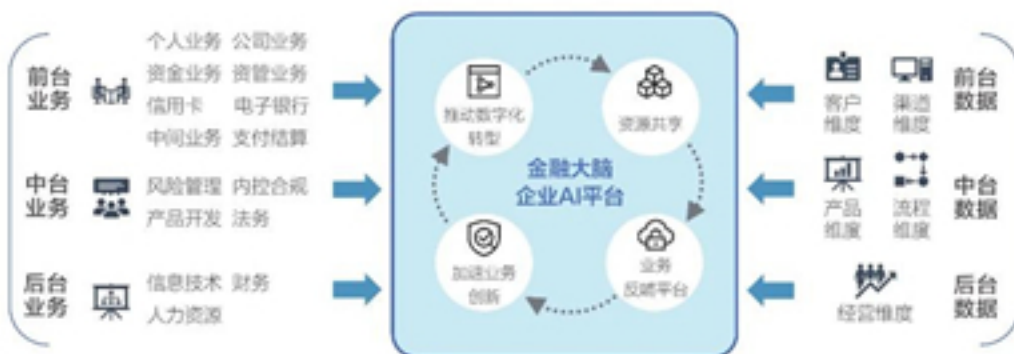 前台
业务
个人业务 公司业务
资金业务 资管业务
信用卡 电子银行
中间业务 支付结算
中台
业务
风险管理 内控合规
产品开发 法务
后台
业务
信息技术 财务
人力资源
推动数字化
转型
资源共享
金融大脑
企业AI平台
加速业务
创新
业务
反哺平台
客户
维度
渠道
维度
前台
数据
产品
维度
流程
维度
中台
数据
经营维度
后台
数据